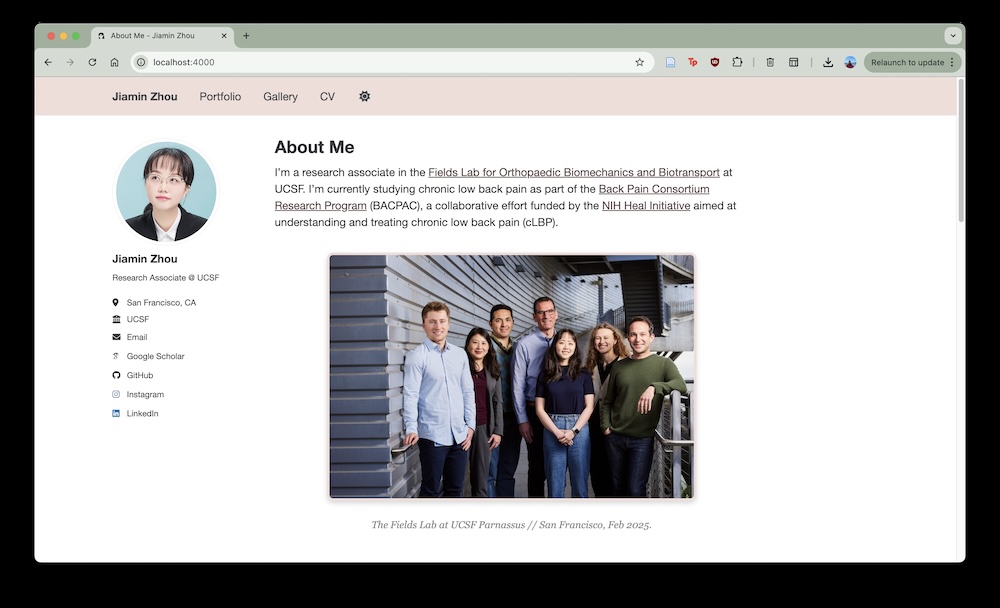 About Me - Jiamin Zhou
localhost:4000
Relaunch to update
Jiamin Zhou
Portfolio
Gallery
CV
Jiamin Zhou
Research Associate @ UCSF
San Francisco, CA
UCSF
Email
Google Scholar
GitHub
Instagram
LinkedIn
About Me
I'm a research associate in the Fields Lab for Orthopaedic Biomechanics and Biotransport at
UCSF. I'm currently studying chronic low back pain as part of the Back Pain Consortium
Research Program (BACPAC), a collaborative effort funded by the NIH Heal Initiative aimed at
understanding and treating chronic low back pain (cLBP).
The Fields Lab at UCSF Parnassus // San Francisco, Feb 2025.